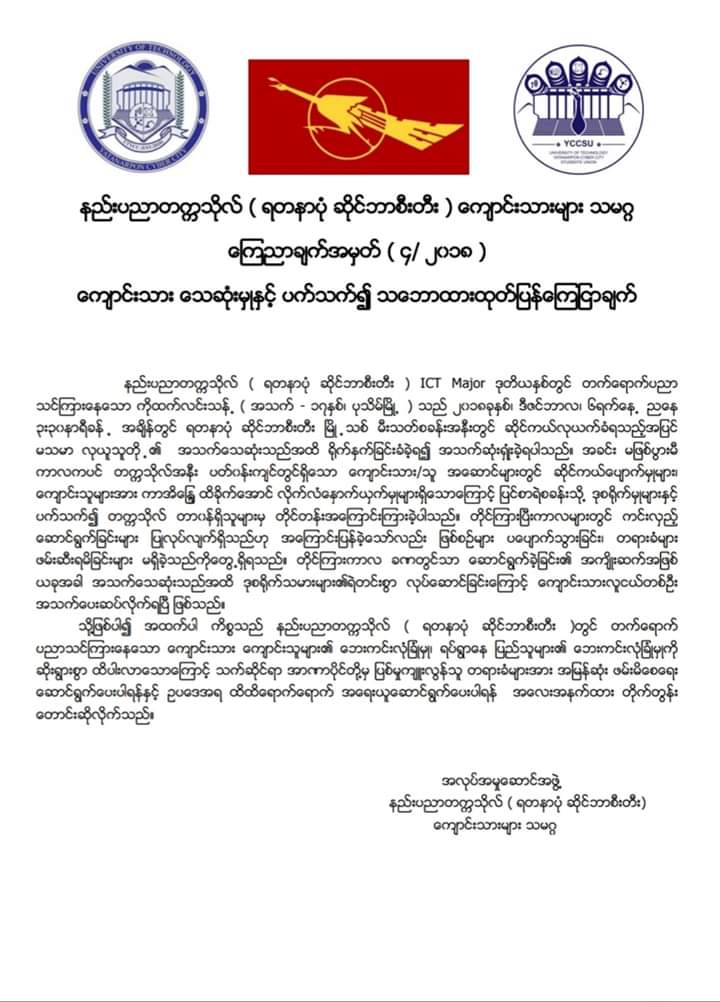 UNIVERSITY OF TECHNOLOGY
YATANARPON CYBER CITY
YCCSU
UNIVERSITY OF TECHNOLOGY
YATANARPON CYBER CITY
STUDENTS UNION
နည်းပညာတက္ကသိုလ် ( ရတနာပုံ ဆိုင်ဘာစီးတီး ) ကျောင်းသားများ သမဂ္ဂ
ကြေညာချက်အမှတ် ( ၄/ ၂၀၁၈ )
ကျောင်းသား သေဆုံးမှုနှင့် ပက်သက်၍ သဘောထားထုတ်ပြန်ကြေငြာချက်
နည်းပညာတက္ကသိုလ် ( ရတနာပုံ ဆိုင်ဘာစီးတီး ) ICT Major ဒုတိယနှစ်တွင် တက်ရောက်ပညာ
သင်ကြားနေသော ကိုထက်လင်းသန့် ( အသက် - ၁၇နှစ်၊ ပုသိမ်မြို့ ) သည် ၂၀၁၈ခုနှစ်၊ ဒီဇင်ဘာလ၊ ၆ရက်နေ့ ညနေ
၃း၃၀နာရီခန့် အချိန်တွင် ရတနာပုံ ဆိုင်ဘာစီးတီး မြို့သစ် မီးသတ်စခန်းအနီးတွင် ဆိုင်ကယ်လုယက်ခံရသည့်အပြင်
မသမာ လုယူသူတို့၏ အသက်သေဆုံးသည်အထိ ရိုက်နှက်ခြင်းခံခဲ့ရ၍ အသက်ဆုံးရှုံးခဲ့ရပါသည်။ အခင်း မဖြစ်ပွားမီ
ကာလကပင် တက္ကသိုလ်အနီး ပတ်ဝန်းကျင်တွင်ရှိသော ကျောင်းသား/သူ အဆောင်များတွင် ဆိုင်ကယ်ပျောက်မှုများ၊
ကျောင်းသူများအား ကာအိန္ဒြေ ထိခိုက်အောင် လိုက်လံနှောက်ယှက်မှုများရှိသောကြောင့် ပြင်စာရဲစခန်းသို့ ဒုစရိုက်မှုများနှင့်
ပက်သက်၍ တက္ကသိုလ် တာဝန်ရှိသူများမှ တိုင်တန်းအကြောင်းကြားခဲ့ပါသည်။ တိုင်ကြားပြီးကာလများတွင် ကင်းလှည့်
ဆောင်ရွက်ခြင်းများ ပြုလုပ်လျက်ရှိသည်ဟု အကြောင်းပြန်ခဲ့သော်လည်း ဖြစ်စဉ်များ ပပျောက်သွားခြင်း၊ တရားခံများ
ဖမ်းဆီးရမိခြင်းများ မရှိခဲ့သည်ကိုတွေ့ရှိရသည်။ တိုင်ကြားကာလ ခဏတွင်သာ ဆောင်ရွက်ခဲ့ခြင်း၏ အကျိုးဆက်အဖြစ်
ယခုအခါ အသက်သေဆုံးသည်အထိ ဒုစရိုက်သမားများ၏ရဲတင်းစွာ လုပ်ဆောင်ခြင်းကြောင့် ကျောင်းသားလူငယ်တစ်ဦး
အသက်ပေးဆပ်လိုက်ရပြီ ဖြစ်သည်။
သို့ဖြစ်ပါ၍ အထက်ပါ ကိစ္စသည် နည်းပညာတက္ကသိုလ် ( ရတနာပုံ ဆိုင်ဘာစီးတီး )တွင် တက်ရောက်
ပညာသင်ကြားနေသော ကျောင်းသား ကျောင်းသူများ၏ ဘေးကင်းလုံခြုံမှု၊ ရပ်ရွာနေ ပြည်သူများ၏ ဘေးကင်းလုံခြုံမှုကို
ဆိုးရွားစွာ ထိပါးလာသောကြောင့် သက်ဆိုင်ရာ အာဏာပိုင်တို့မှ ပြစ်မှုကျူးလွန်သူ တရားခံများအား အမြန်ဆုံး ဖမ်းမိစေရေး
ဆောင်ရွက်ပေးပါရန်နှင့် ဥပဒေအရ ထိထိရောက်ရောက် အရေးယူဆောင်ရွက်ပေးပါရန် အလေးအနက်ထား တိုက်တွန်း
တောင်းဆိုလိုက်သည်။
အလုပ်အမှုဆောင်အဖွဲ့
နည်းပညာတက္ကသိုလ် ( ရတနာပုံ ဆိုင်ဘာစီးတီး)
ကျောင်းသားများ သမဂ္ဂ